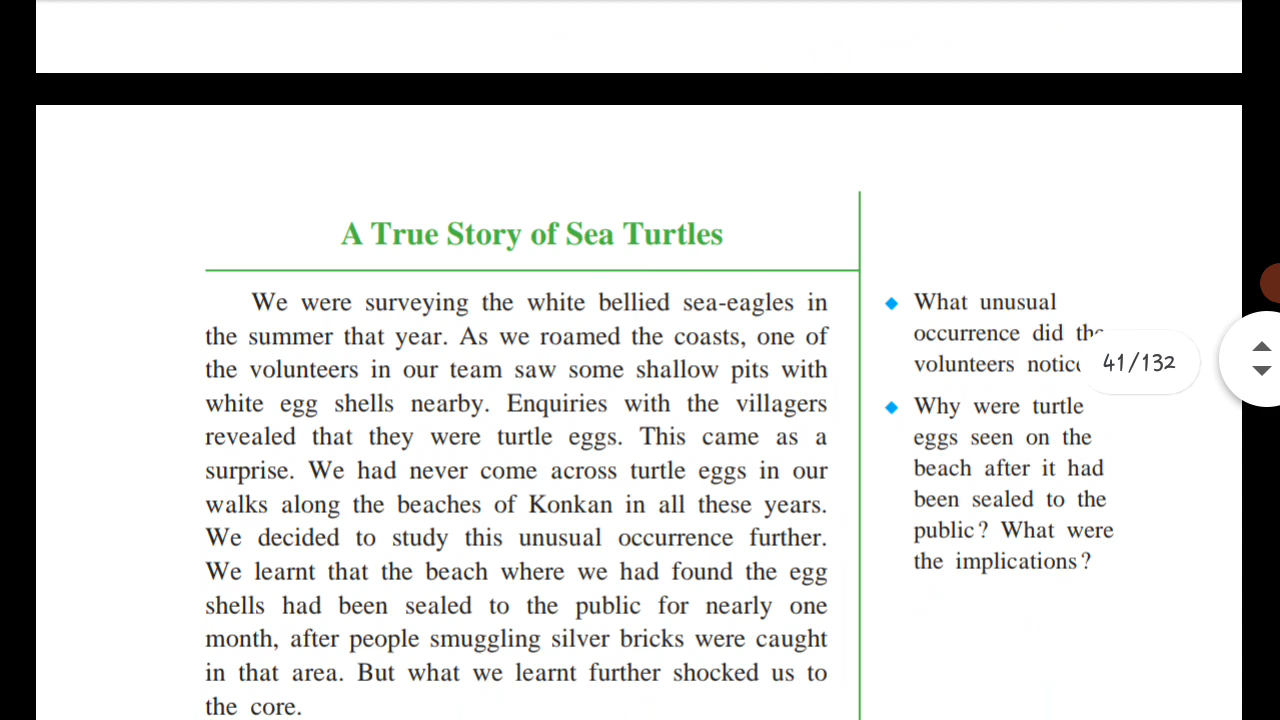 A True Story of Sea Turtles
We were surveying the white bellied sea-eagles in
the summer that year. As we roamed the coasts, one of
the volunteers in our team saw some shallow pits with
white egg shells nearby. Enquiries with the villagers
revealed that they were turtle eggs. This came as a
surprise. We had never come across turtle eggs in our
walks along the beaches of Konkan in all these years.
We decided to study this unusual occurrence further.
We learnt that the beach where we had found the egg
shells had been sealed to the public for nearly one
month, after people smuggling silver bricks were caught
in that area. But what we learnt further shocked us to
the core.
◆ What unusual
occurrence did the
volunteers notice
◆ Why were turtle
eggs seen on the
beach after it had
been sealed to the
public? What were
the implications?
41/132